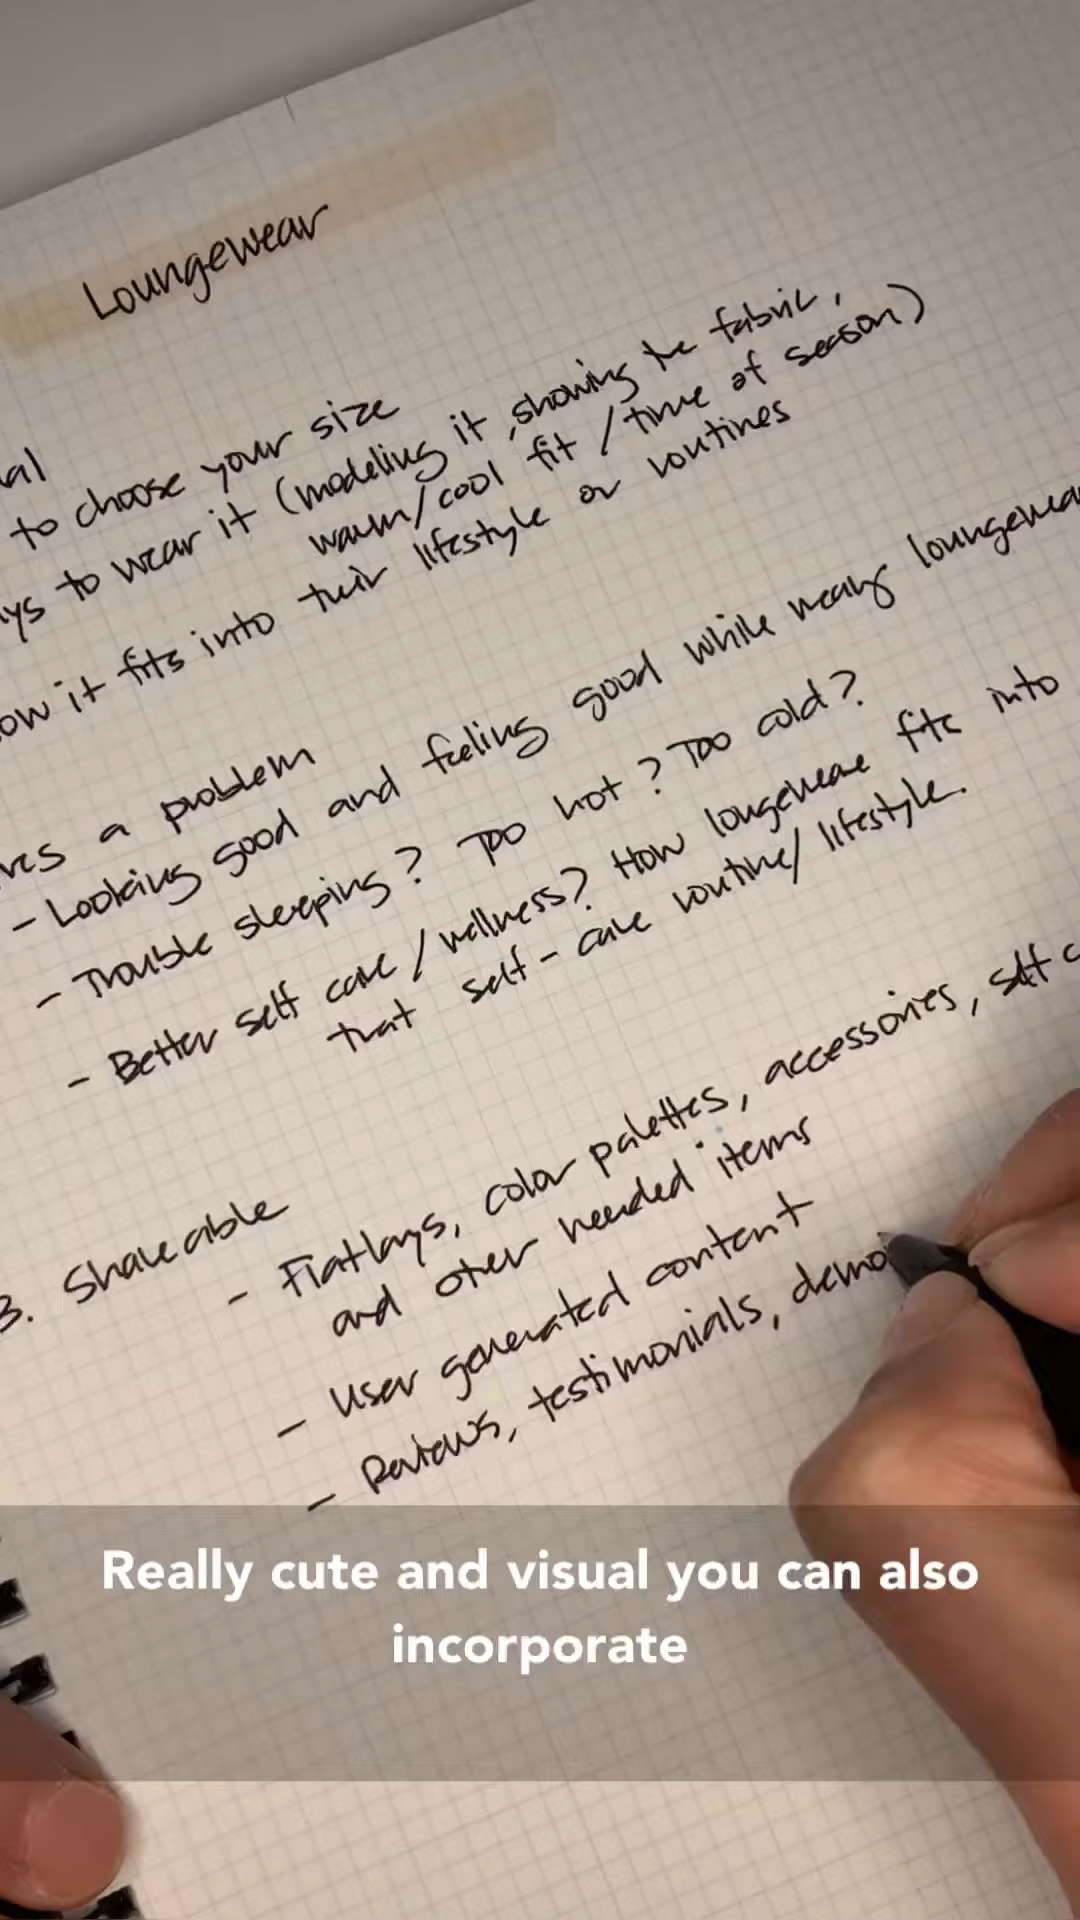 Loungewear
al
to choose your size
ys to wear it (modeling it, showing the fabric,
warm/cool fit / time of season)
ow it fits into their lifestyle or routines
ves a problem
- Looking good and feeling good while wearing loungewear
- Trouble sleeping? Too hot? Too cold?
- Better self care / wellness? How loungewear fits into
that self-care routine / lifestyle.
3. Shareable
- Flatlays, color palettes, accessories, self c
and other needed items
- User generated content
- Reviews, testimonials, demo
Really cute and visual you can also
incorporate